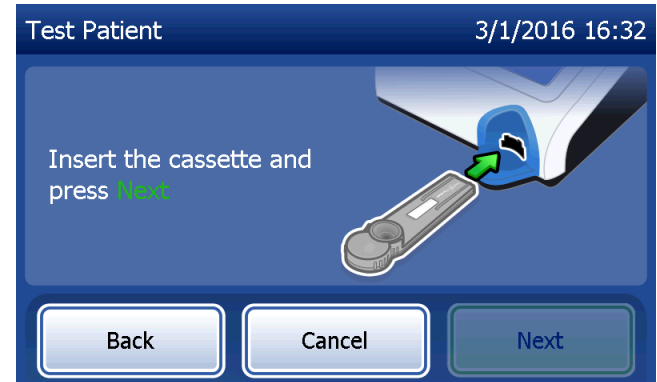 Test Patient 3/1/2016 16:32
Insert the cassette and
press Next
Back Cancel Next